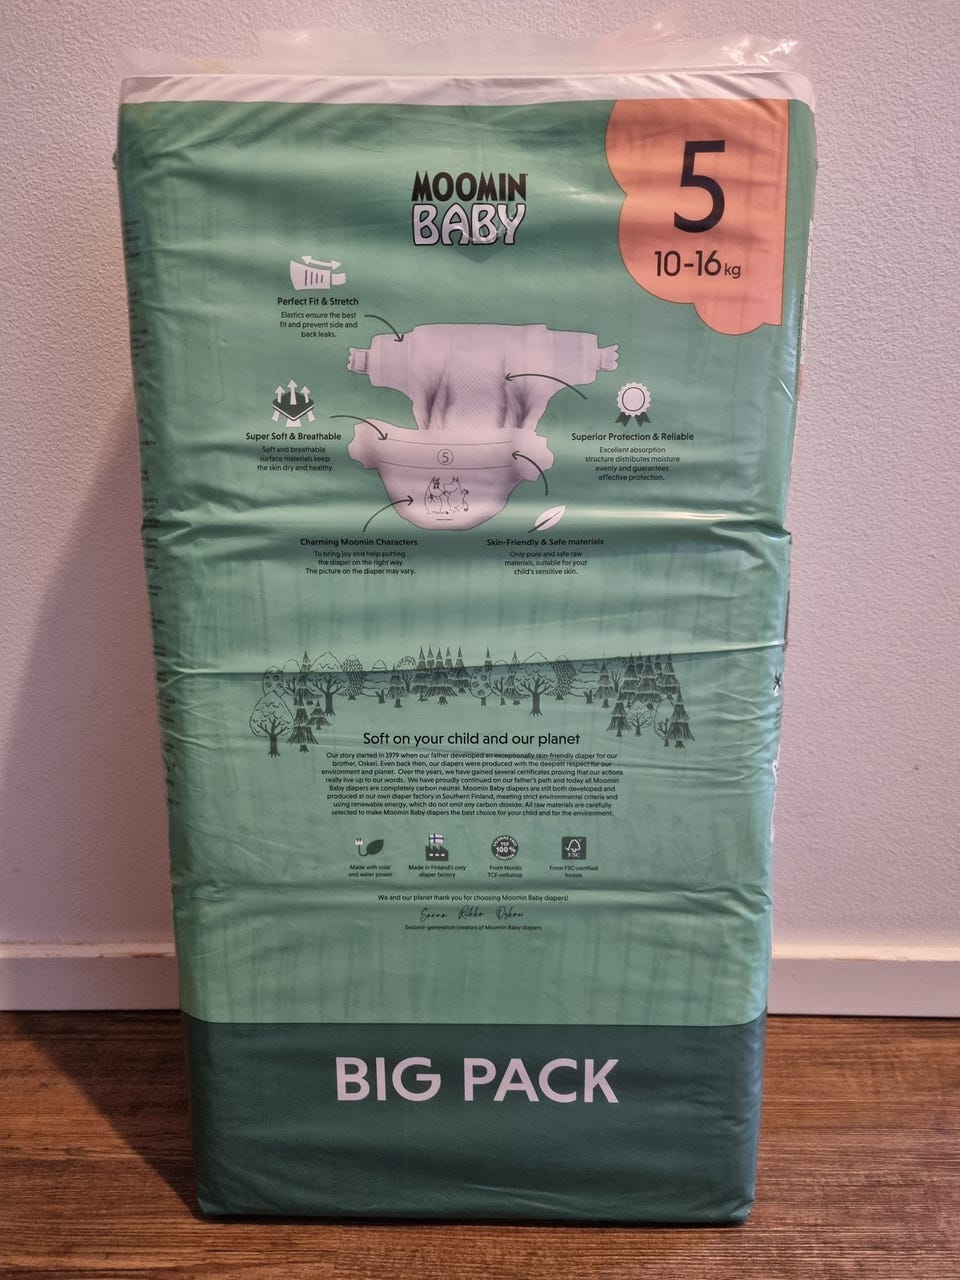 MOOMIN
BABY
5
10-16 kg
Perfect Fit & Stretch
Elastics ensure the best
fit and prevent side and
back leaks.
Super Soft & Breathable
Soft and breathable
surface materials keep
the skin dry and healthy.
Superior Protection & Reliable
Excellent absorption
structure distributes moisture
evenly and guarantees
effective protection.
5
Charming Moomin Characters
To bring joy and help putting
the diaper on the right way.
The picture on the diaper may vary.
Skin-Friendly & Safe materials
Only pure and safe raw
materials, suitable for your
child's sensitive skin.
Soft on your child and our planet
Our story started in 1979 when our father developed an exceptionally skin-friendly diaper for our
brother, Oskari. Even back then, our diapers were produced with the deepest respect for our
environment and planet. Over the years, we have gained several certificates proving that our actions
really live up to our words. We have proudly continued on our father's path and today all Moomin
Baby diapers are completely carbon neutral. Moomin Baby diapers are still both developed and
produced at our own diaper factory in Southern Finland, meeting strict environmental criteria and
using renewable energy, which do not emit any carbon dioxide. All raw materials are carefully
selected to make Moomin Baby diapers the best choice for your child and for the environment.
TCF
100%
FSC
Made with solar
and water power
Made in Finland's only
diaper factory
From Nordic
TCF-cellulose
From FSC-certified
forests
We and our planet thank you for choosing Moomin Baby diapers!
Sanna Riikka Oskari
Second-generation creators of Moomin Baby diapers
BIG PACK